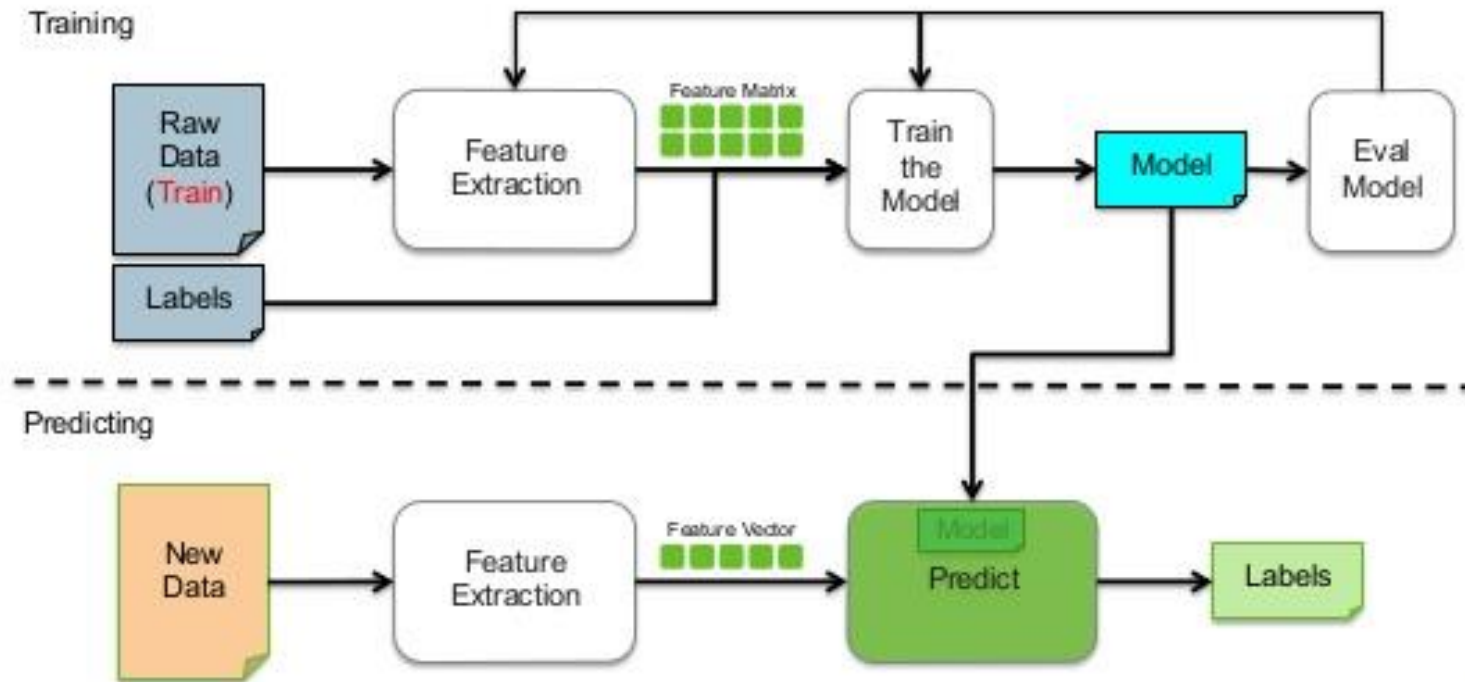 Training
Raw
Data
(Train)
Feature
Extraction
Feature Matrix
Train
the
Model
Model
Eval
Model
Labels
Predicting
New
Data
Feature
Extraction
Feature Vector
Model
Predict
Labels